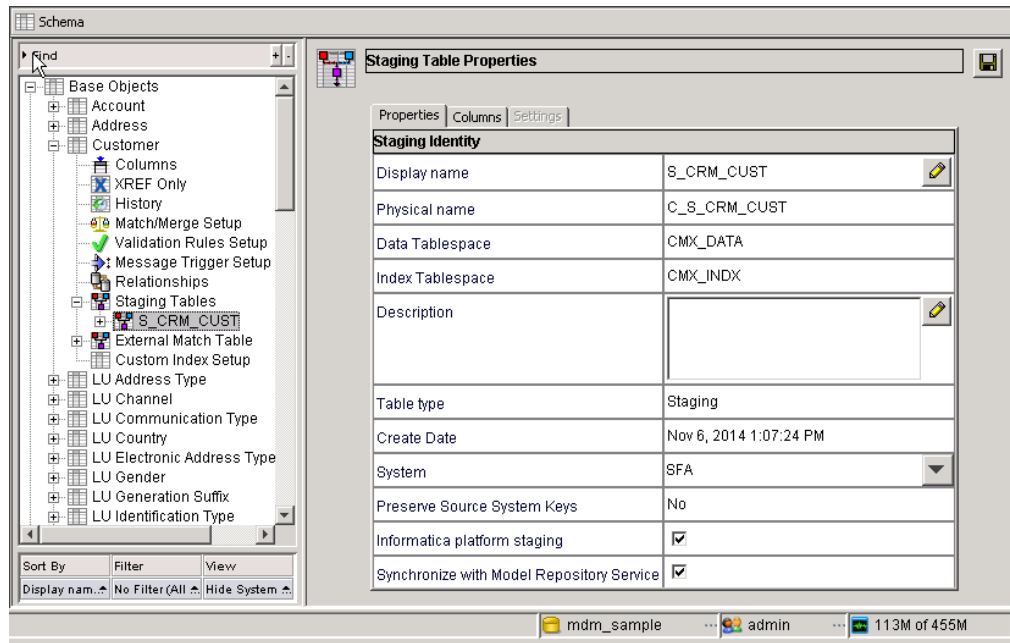 Schema
Find
+ -
Base Objects
Account
Address
Customer
Columns
XREF Only
History
Match/Merge Setup
Validation Rules Setup
Message Trigger Setup
Relationships
Staging Tables
S_CRM_CUST
External Match Table
Custom Index Setup
LU Address Type
LU Channel
LU Communication Type
LU Country
LU Electronic Address Type
LU Gender
LU Generation Suffix
LU Identification Type
Sort By Filter View
Display nam.. No Filter (All Hide System
Staging Table Properties
Properties Columns Settings
Staging Identity
Display name S_CRM_CUST
Physical name C_S_CRM_CUST
Data Tablespace CMX_DATA
Index Tablespace CMX_INDX
Description
Table type Staging
Create Date Nov 6, 2014 1:07:24 PM
System SFA
Preserve Source System Keys No
Informatica platform staging
Synchronize with Model Repository Service
mdm_sample ... admin ... 113M of 455M